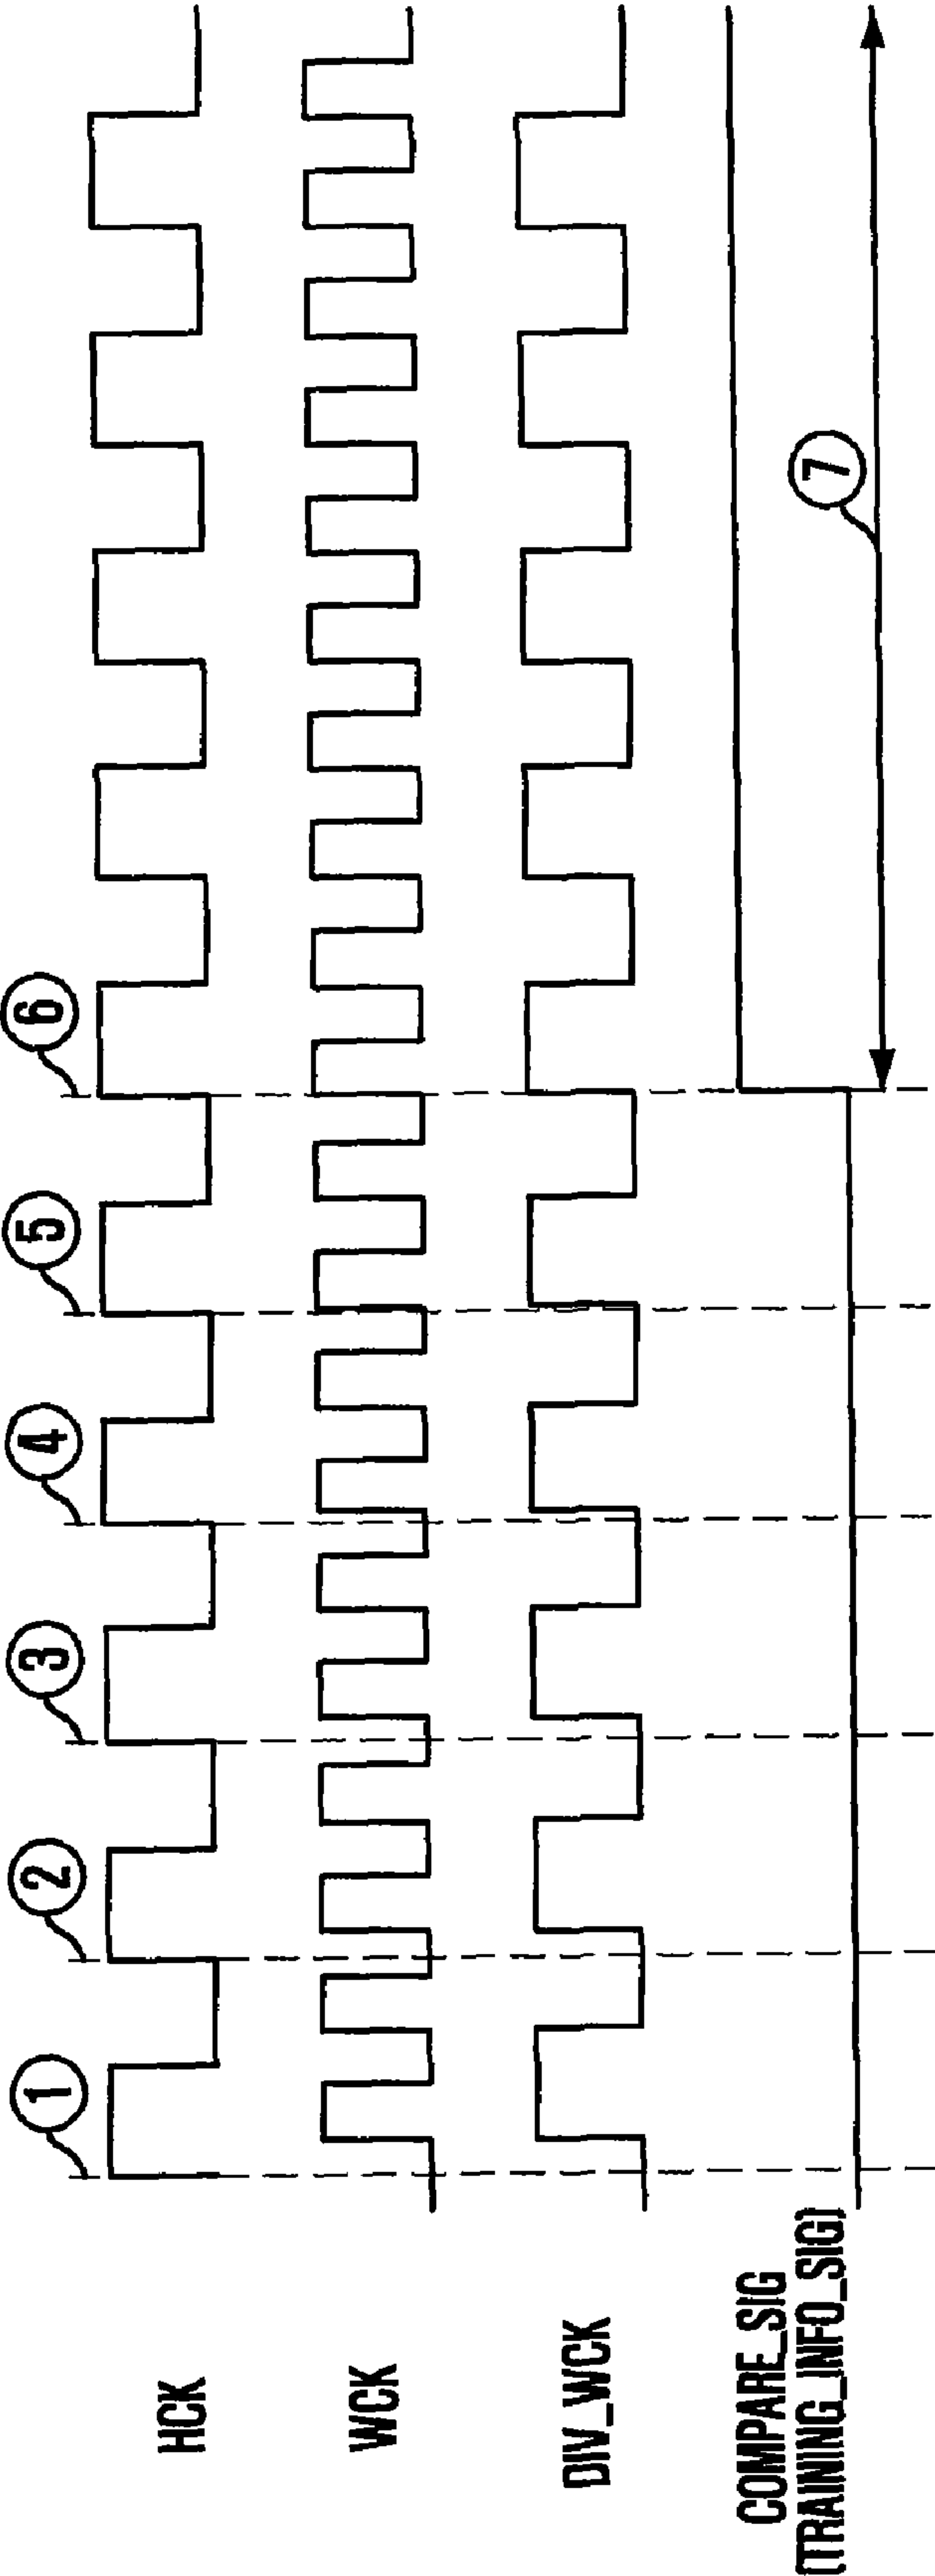 1 2 3 4 5 6
HCK
WCK
DIV_WCK
COMPARE_SIG
(TRAINING_INFO_SIG)
7